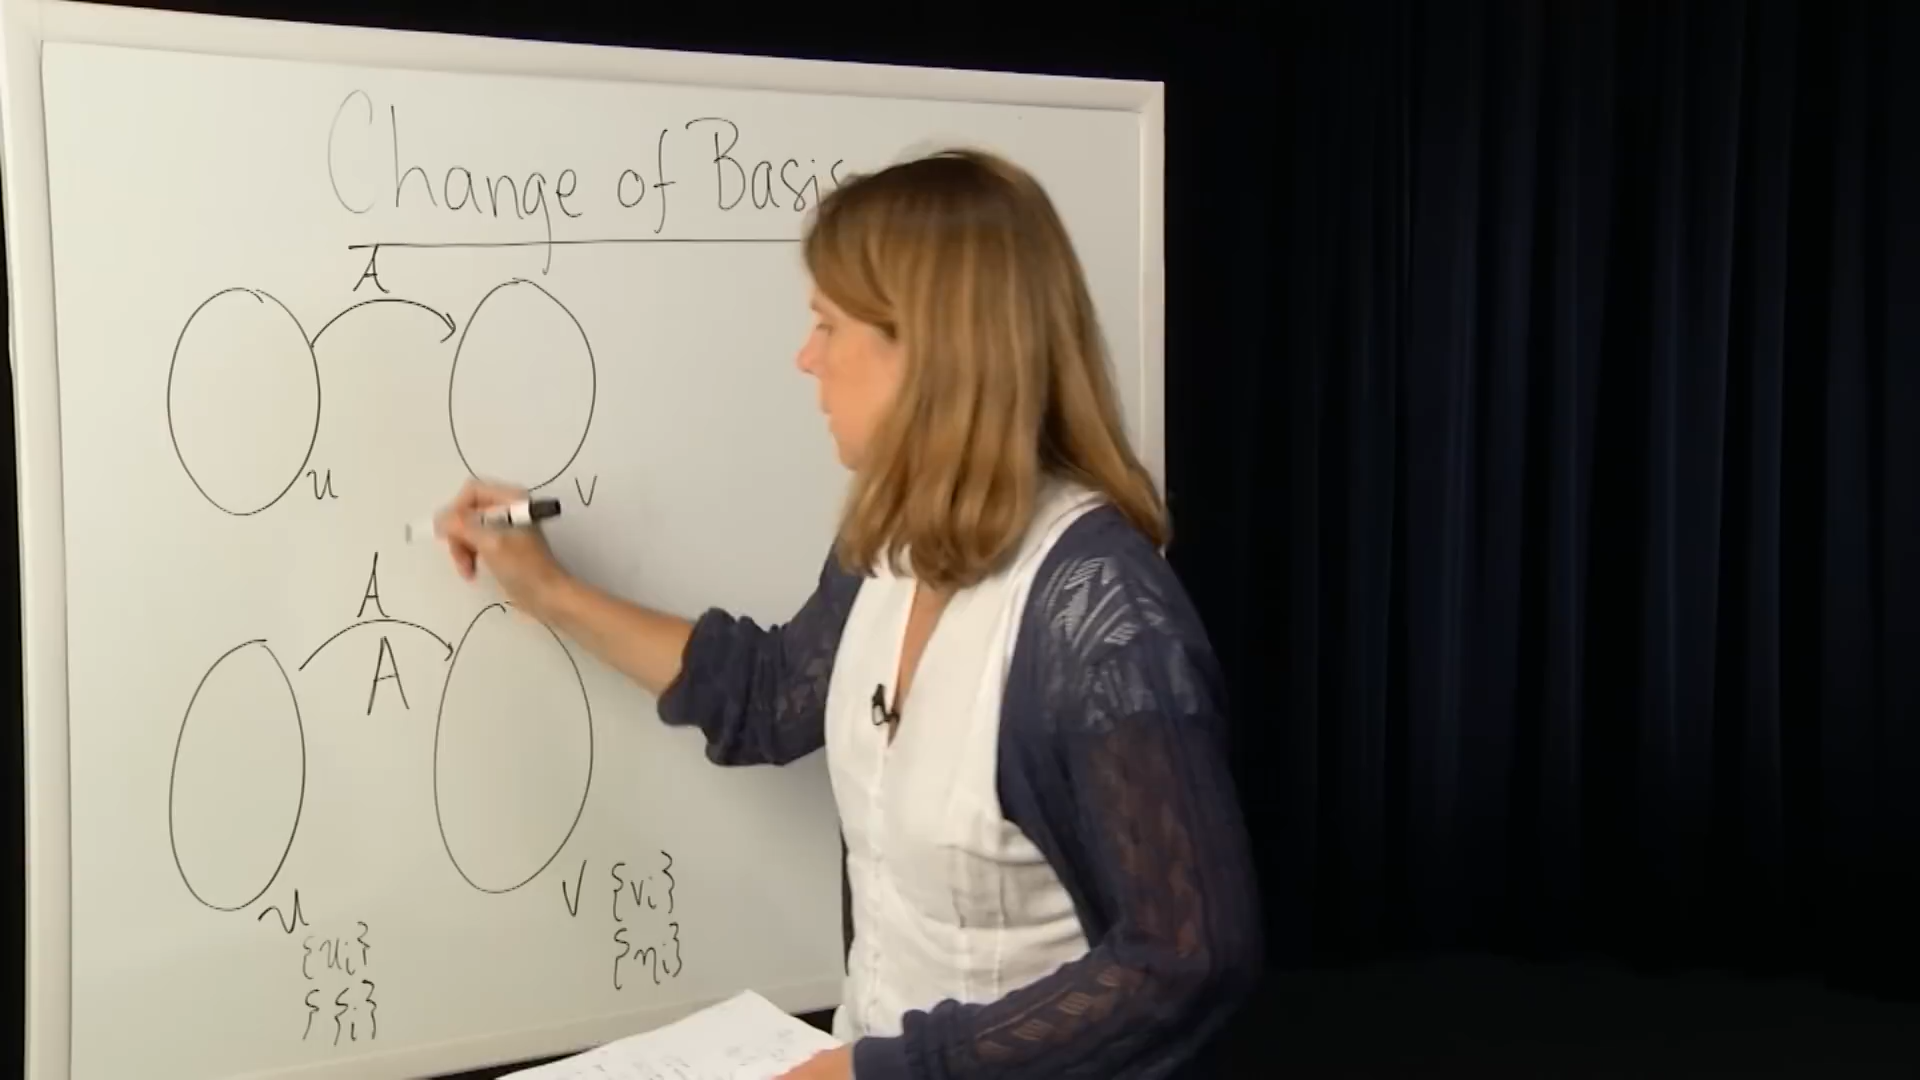 Change of Basis
A
u v
A
A
u v {vi}
{ui} {ηi}
{ξi}